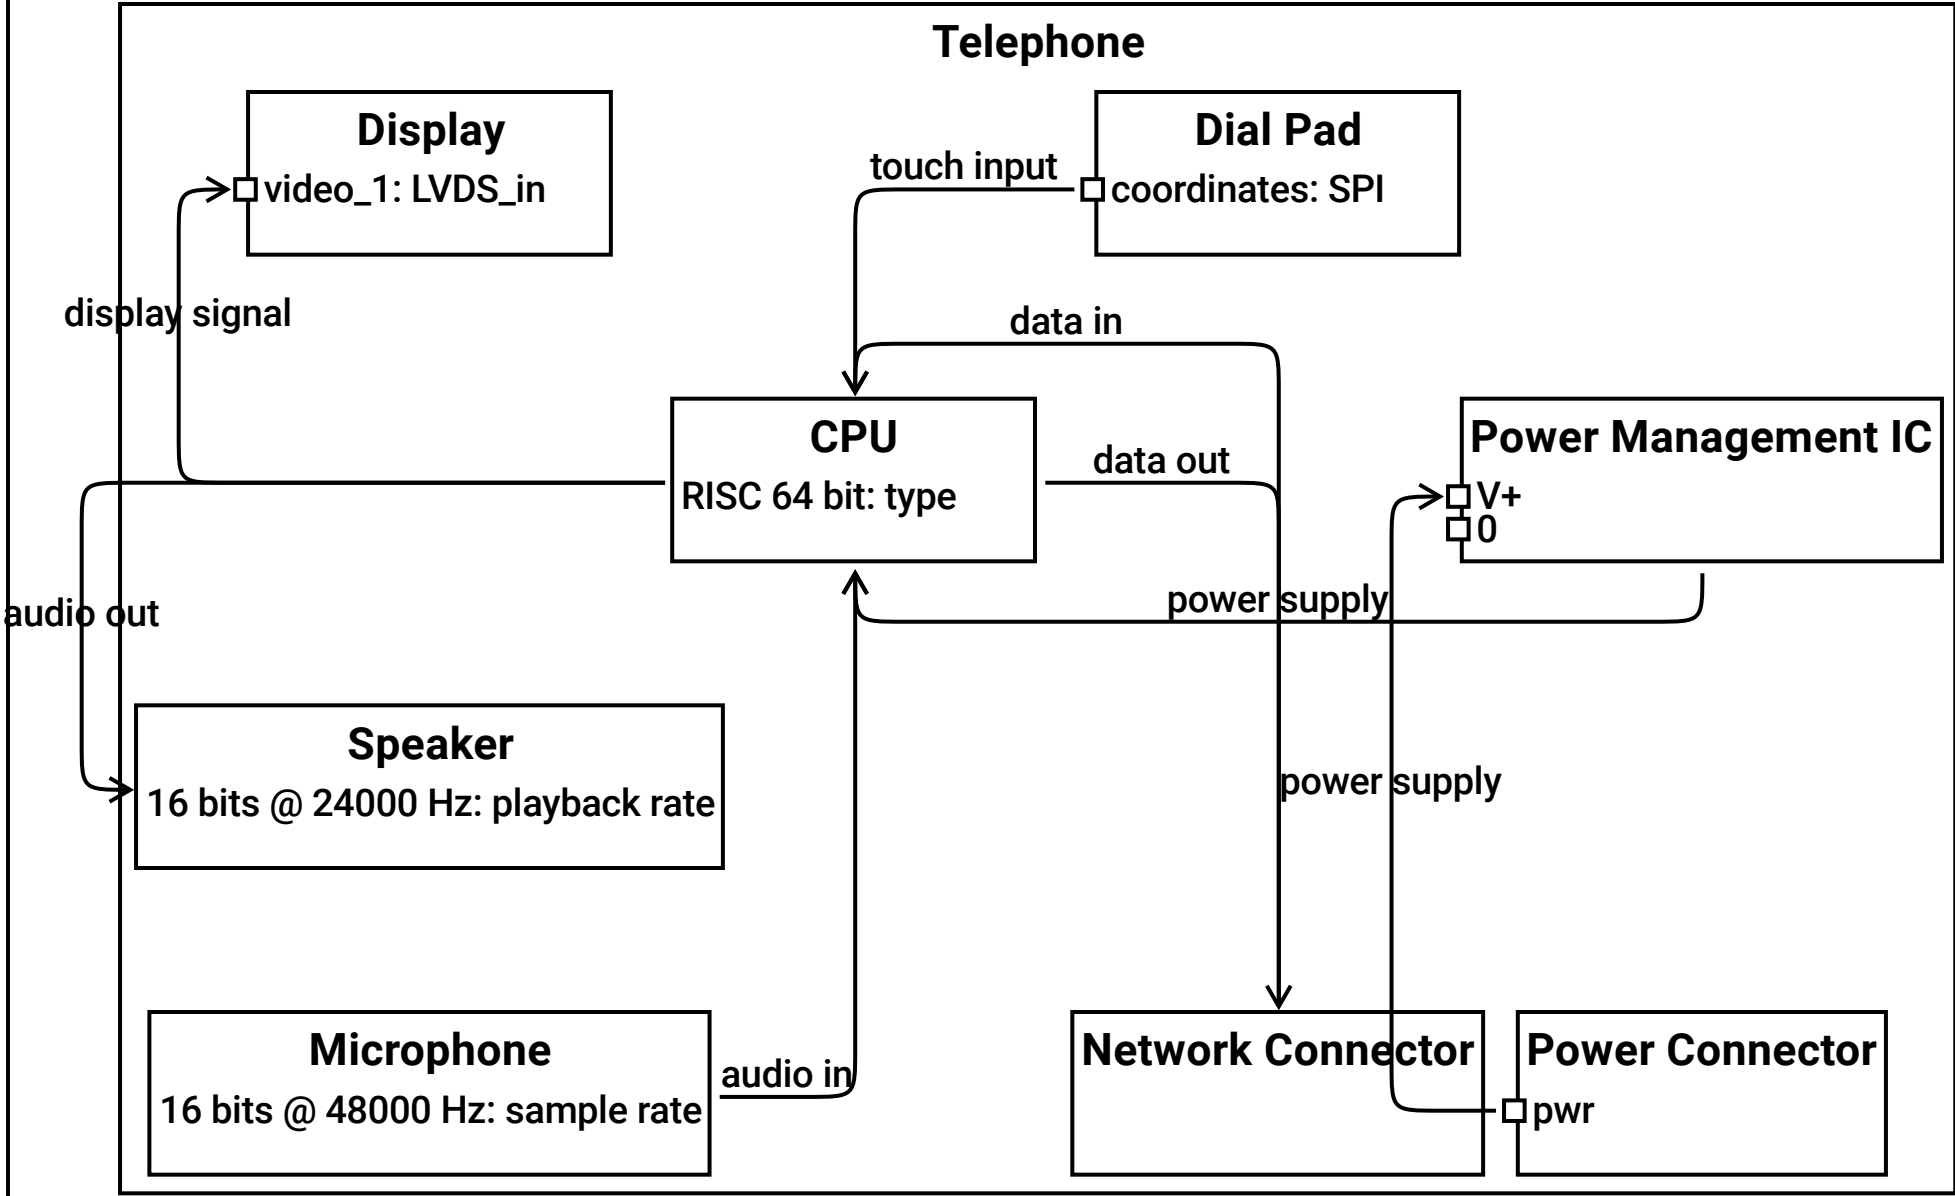 Telephone
Display
video_1: LVDS_in
Dial Pad
coordinates: SPI
touch input
display signal
data in
CPU
RISC 64 bit: type
data out
Power Management IC
V+
0
audio out
power supply
Speaker
16 bits @ 24000 Hz: playback rate
power supply
Microphone
16 bits @ 48000 Hz: sample rate
audio in
Network Connector
Power Connector
pwr